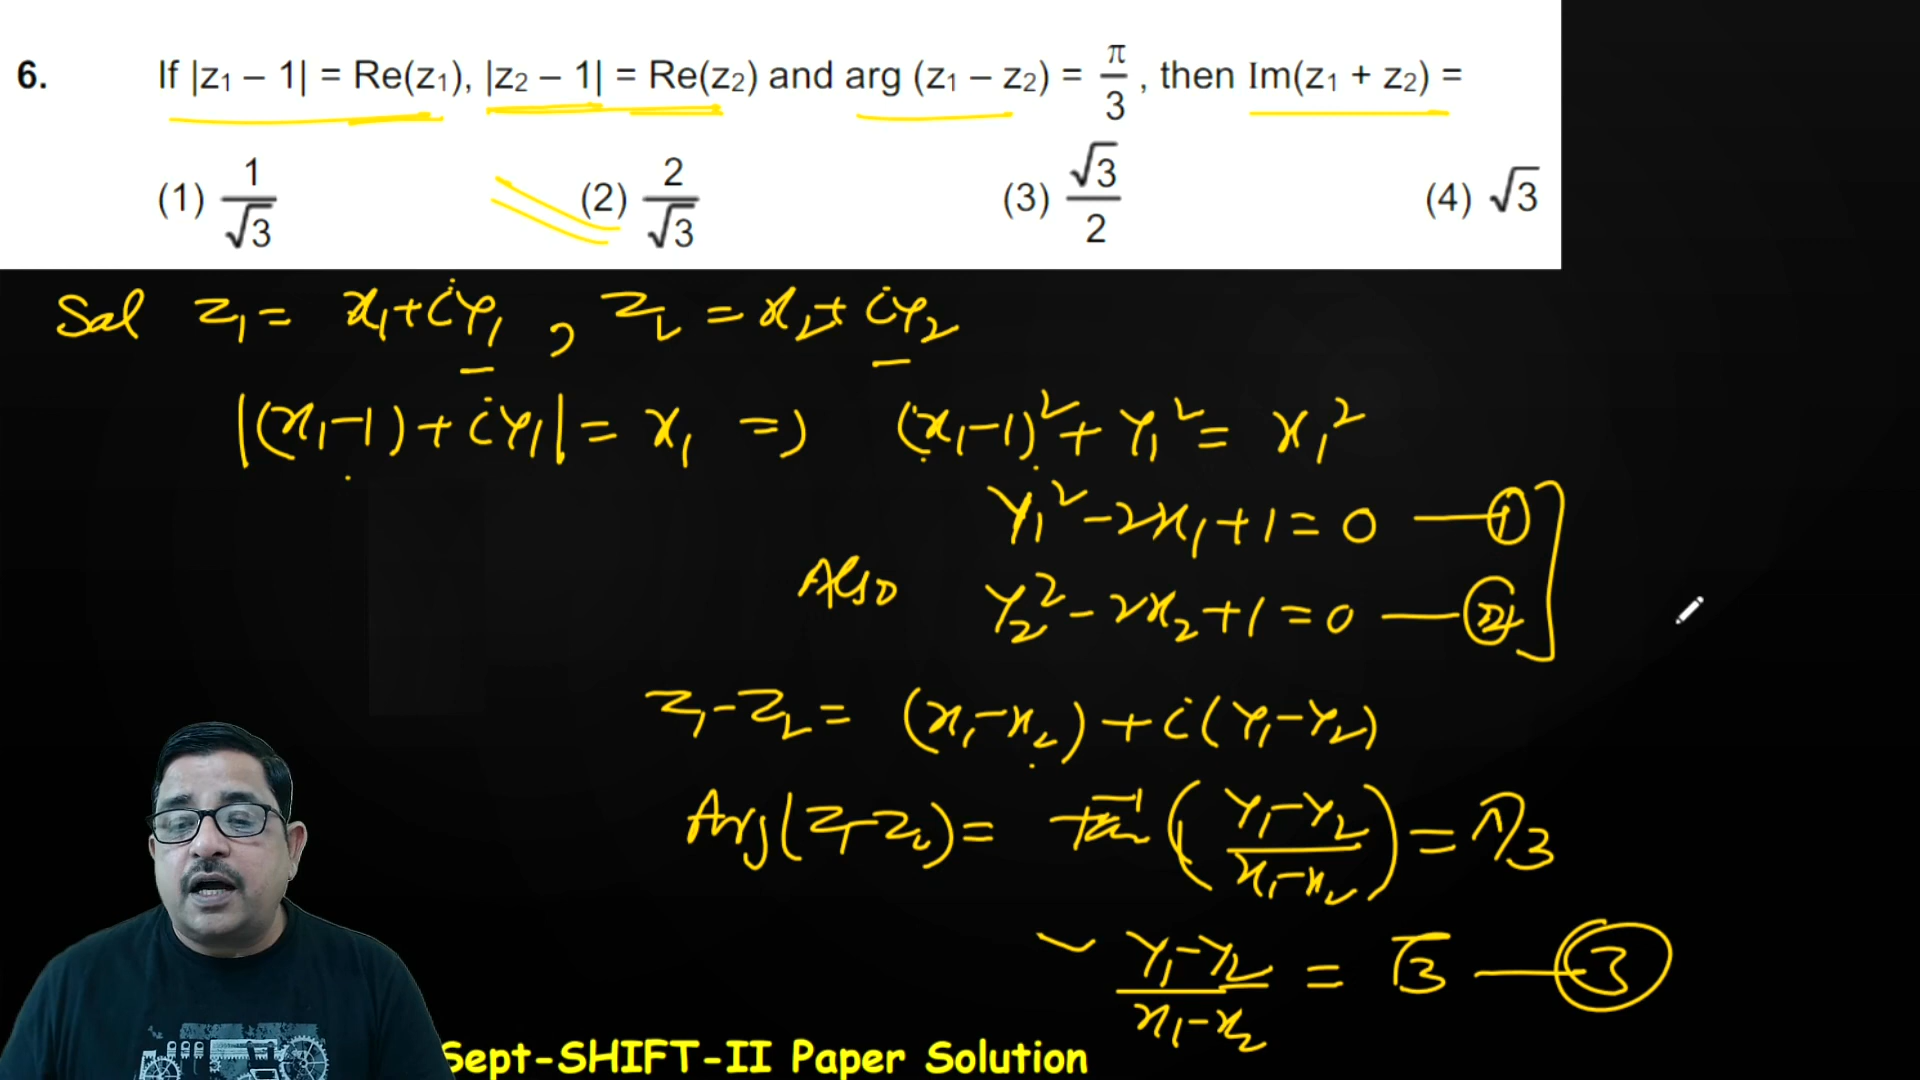 6. If |z₁ – 1| = Re(z₁), |z₂ – 1| = Re(z₂) and arg (z₁ – z₂) = π/3 , then Im(z₁ + z₂) =
(1) 1/√3 (2) 2/√3 (3) √3/2 (4) √3
Sol z₁ = x₁+iy₁ , z₂ = x₂+iy₂
|(x₁-1)+iy₁| = x₁ => (x₁-1)²+y₁² = x₁²
y₁²-2x₁+1=0 — ①
Also y₂²-2x₂+1=0 — ②
z₁-z₂ = (x₁-x₂)+i(y₁-y₂)
Arg(z₁-z₂) = tan⁻¹((y₁-y₂)/(x₁-x₂)) = π/3
(y₁-y₂)/(x₁-x₂) = √3 — ③
Sept-SHIFT-II Paper Solution